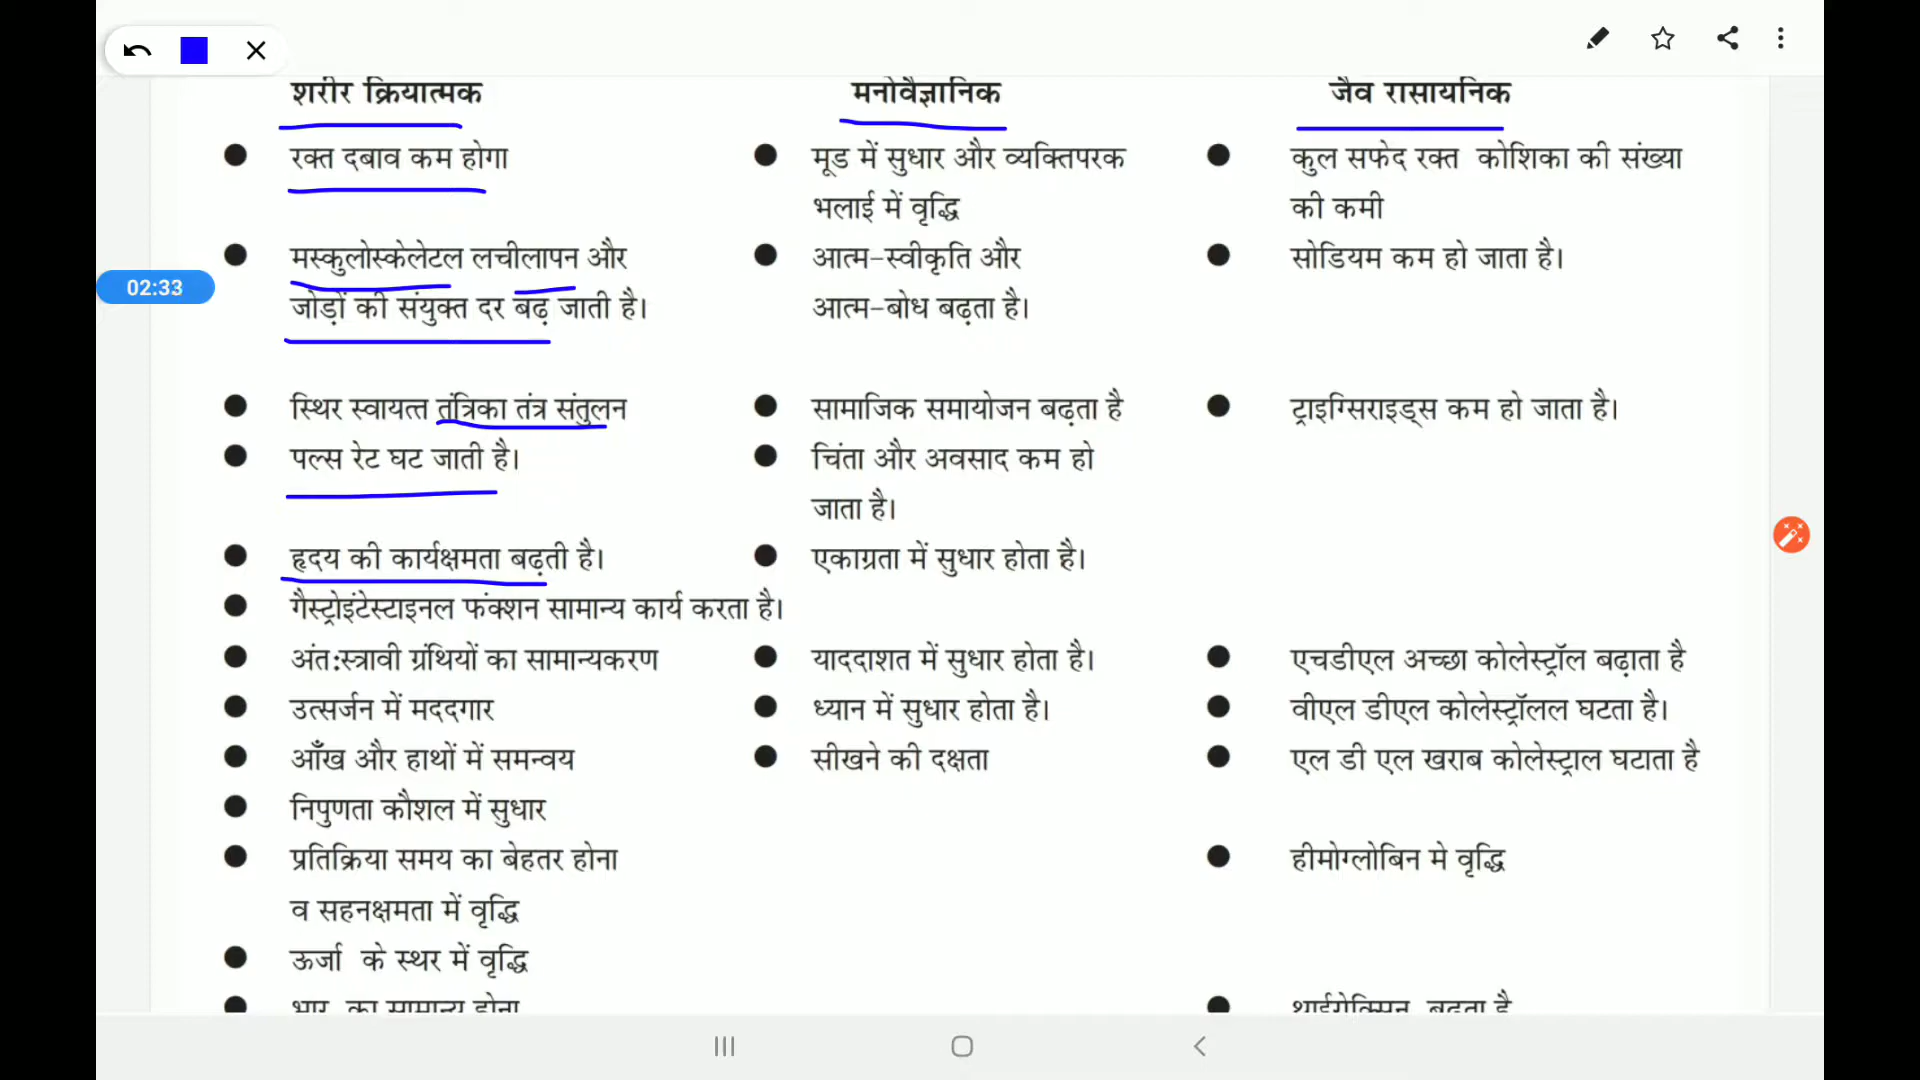 शरीर क्रियात्मक
मनोवैज्ञानिक
जैव रासायनिक
रक्त दबाव कम होगा
मूड में सुधार और व्यक्तिपरक
भलाई में वृद्धि
कुल सफेद रक्त कोशिका की संख्या
की कमी
मस्कुलोस्केलेटल लचीलापन और
जोड़ों की संयुक्त दर बढ़ जाती है।
आत्म-स्वीकृति और
आत्म-बोध बढ़ता है।
सोडियम कम हो जाता है।
02:33
स्थिर स्वायत्त तंत्रिका तंत्र संतुलन
सामाजिक समायोजन बढ़ता है
ट्राइग्सिराइड्स कम हो जाता है।
पल्स रेट घट जाती है।
चिंता और अवसाद कम हो
जाता है।
हृदय की कार्यक्षमता बढ़ती है।
एकाग्रता में सुधार होता है।
गैस्ट्रोइंटेस्टाइनल फंक्शन सामान्य कार्य करता है।
अंत:स्त्रावी ग्रंथियों का सामान्यकरण
याददाशत में सुधार होता है।
एचडीएल अच्छा कोलेस्ट्रॉल बढ़ाता है
उत्सर्जन में मददगार
ध्यान में सुधार होता है।
वीएल डीएल कोलेस्ट्रॉलल घटता है।
आँख और हाथों में समन्वय
सीखने की दक्षता
एल डी एल खराब कोलेस्ट्राल घटाता है
निपुणता कौशल में सुधार
प्रतिक्रिया समय का बेहतर होना
व सहनक्षमता में वृद्धि
हीमोग्लोबिन मे वृद्धि
ऊर्जा के स्थर में वृद्धि
भार का सामान्य होना
थाईरोक्सिन बढता है